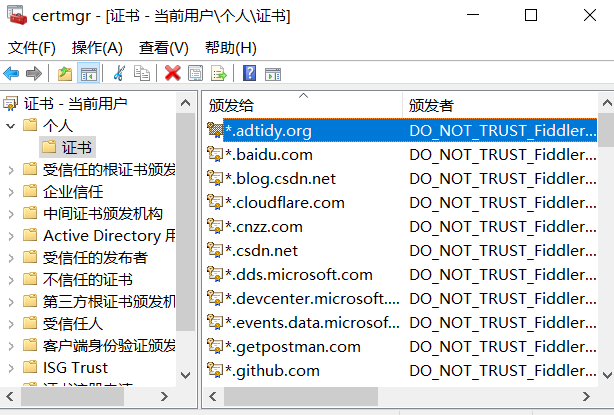 certmgr - [证书 - 当前用户\个人\证书]
文件(F) 操作(A) 查看(V) 帮助(H)
证书 - 当前用户
个人
证书
受信任的根证书颁发
企业信任
中间证书颁发机构
Active Directory 用
受信任的发布者
不信任的证书
第三方根证书颁发机
受信任人
客户端身份验证颁发
ISG Trust
颁发给 颁发者
*.adtidy.org DO_NOT_TRUST_Fiddler...
*.baidu.com DO_NOT_TRUST_Fiddler...
*.blog.csdn.net DO_NOT_TRUST_Fiddler...
*.cloudflare.com DO_NOT_TRUST_Fiddler...
*.cnzz.com DO_NOT_TRUST_Fiddler...
*.csdn.net DO_NOT_TRUST_Fiddler...
*.dds.microsoft.com DO_NOT_TRUST_Fiddler...
*.devcenter.microsoft.... DO_NOT_TRUST_Fiddler...
*.events.data.microsof... DO_NOT_TRUST_Fiddler...
*.getpostman.com DO_NOT_TRUST_Fiddler...
*.github.com DO_NOT_TRUST_Fiddler...